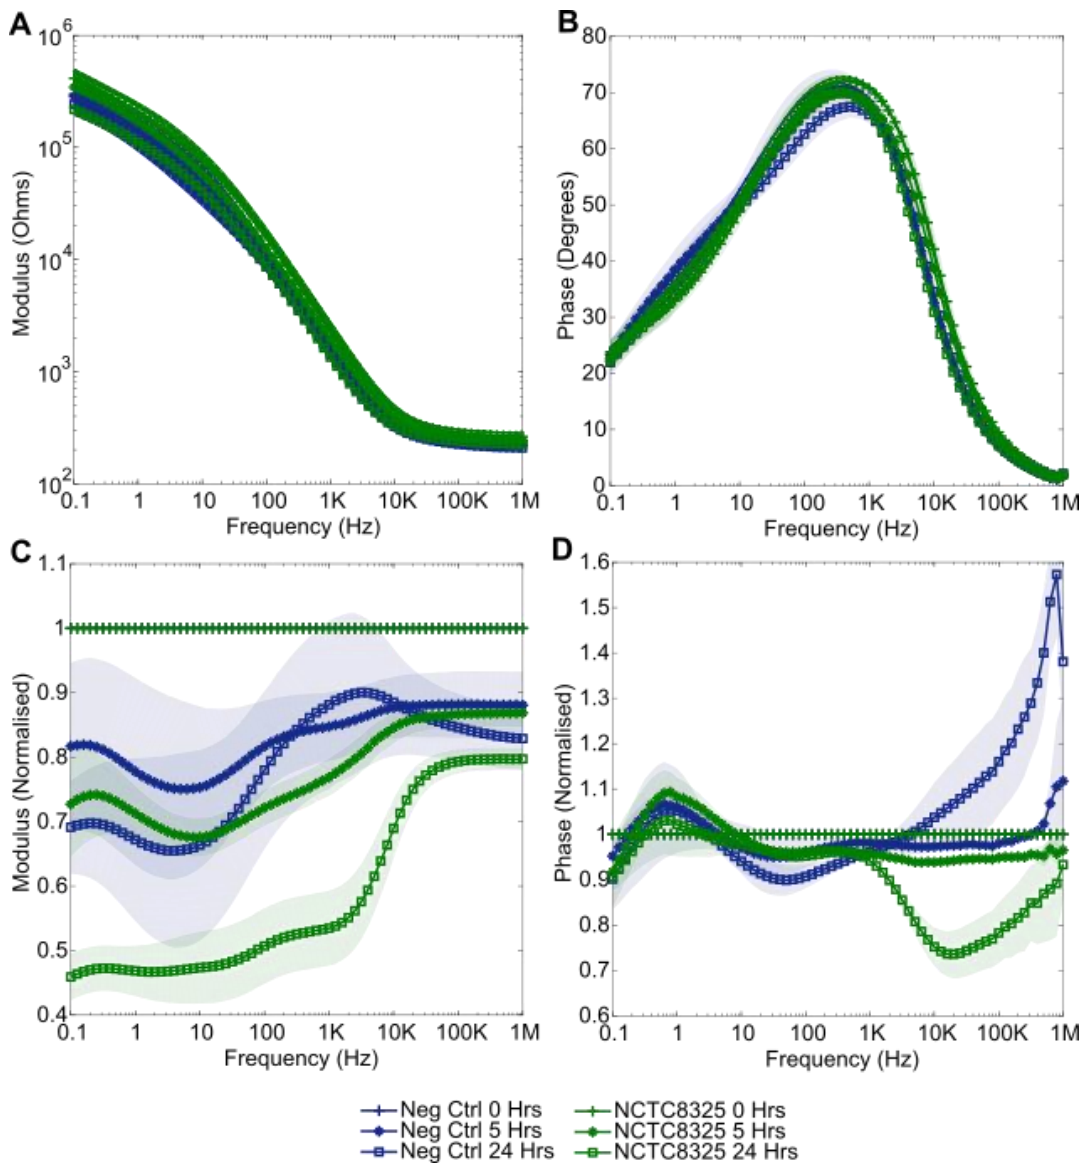 A
B
10^6
10^5
10^4
10^3
10^2
Modulus (Ohms)
0.1 1 10 100 1K 10K 100K 1M
Frequency (Hz)
80
70
60
50
40
30
20
10
0
Phase (Degrees)
0.1 1 10 100 1K 10K 100K 1M
Frequency (Hz)
C
D
1.1
1
0.9
0.8
0.7
0.6
0.5
0.4
Modulus (Normalised)
0.1 1 10 100 1K 10K 100K 1M
Frequency (Hz)
1.6
1.5
1.4
1.3
1.2
1.1
1
0.9
0.8
0.7
0.6
Phase (Normalised)
0.1 1 10 100 1K 10K 100K 1M
Frequency (Hz)
Neg Ctrl 0 Hrs
Neg Ctrl 5 Hrs
Neg Ctrl 24 Hrs
NCTC8325 0 Hrs
NCTC8325 5 Hrs
NCTC8325 24 Hrs